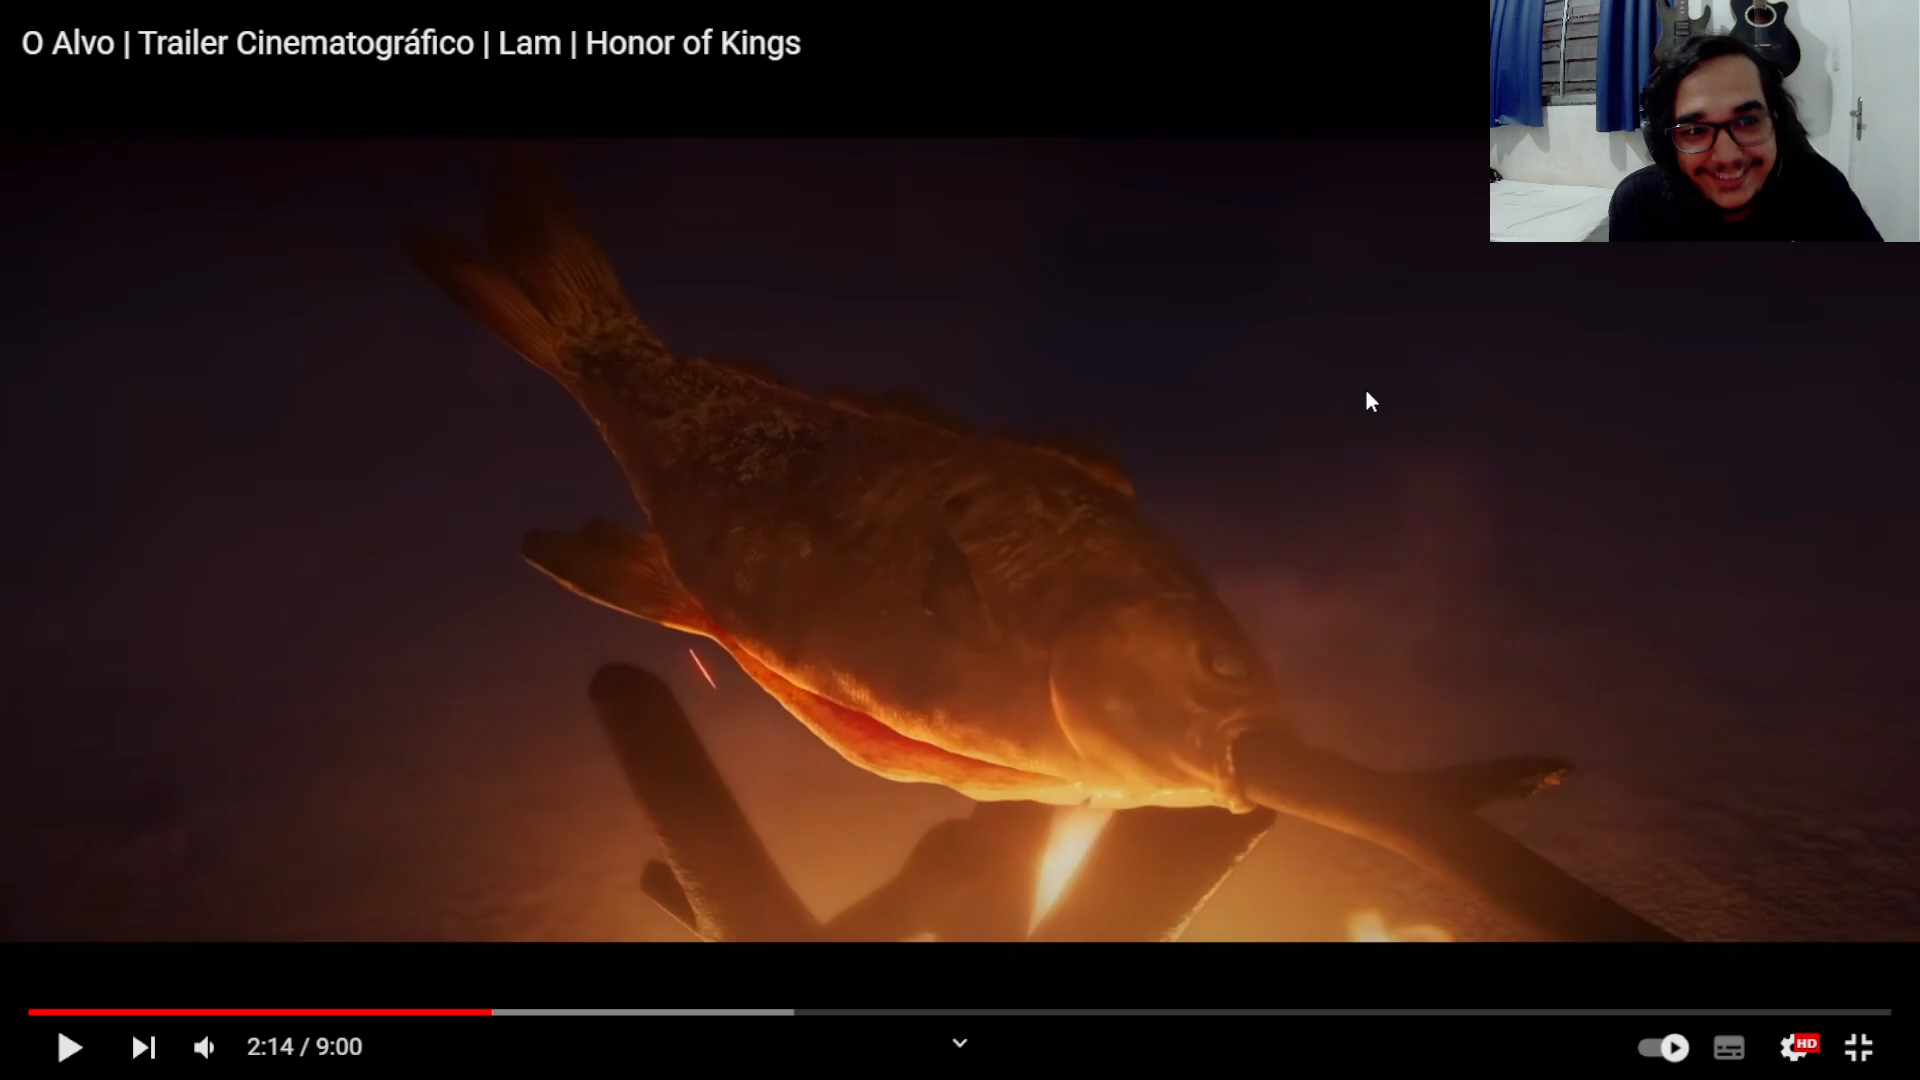 O Alvo | Trailer Cinematográfico | Lam | Honor of Kings
2:14 / 9:00
HD